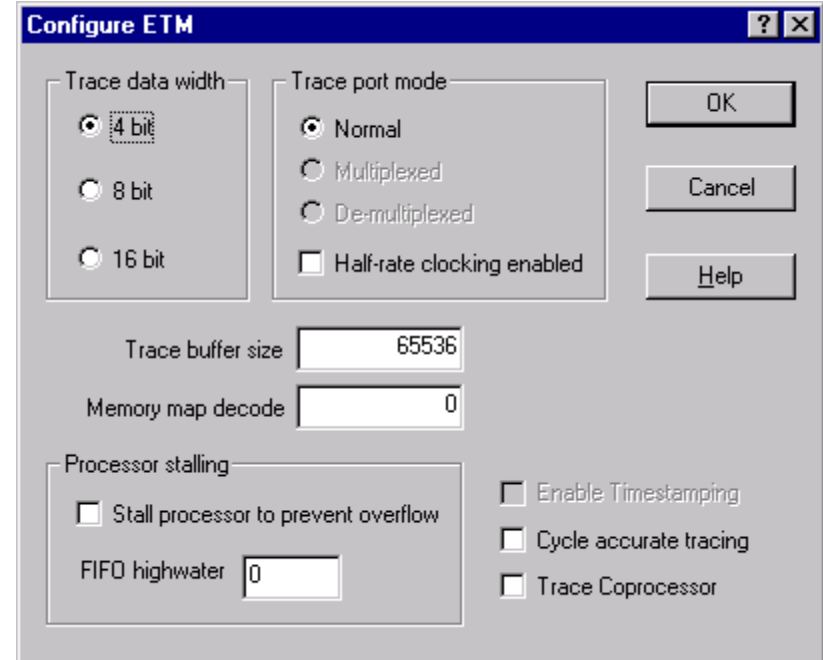 Configure ETM
Trace data width
4 bit
8 bit
16 bit
Trace port mode
Normal
Multiplexed
De-multiplexed
Half-rate clocking enabled
OK
Cancel
Help
Trace buffer size 65536
Memory map decode 0
Processor stalling
Stall processor to prevent overflow
FIFO highwater 0
Enable Timestamping
Cycle accurate tracing
Trace Coprocessor